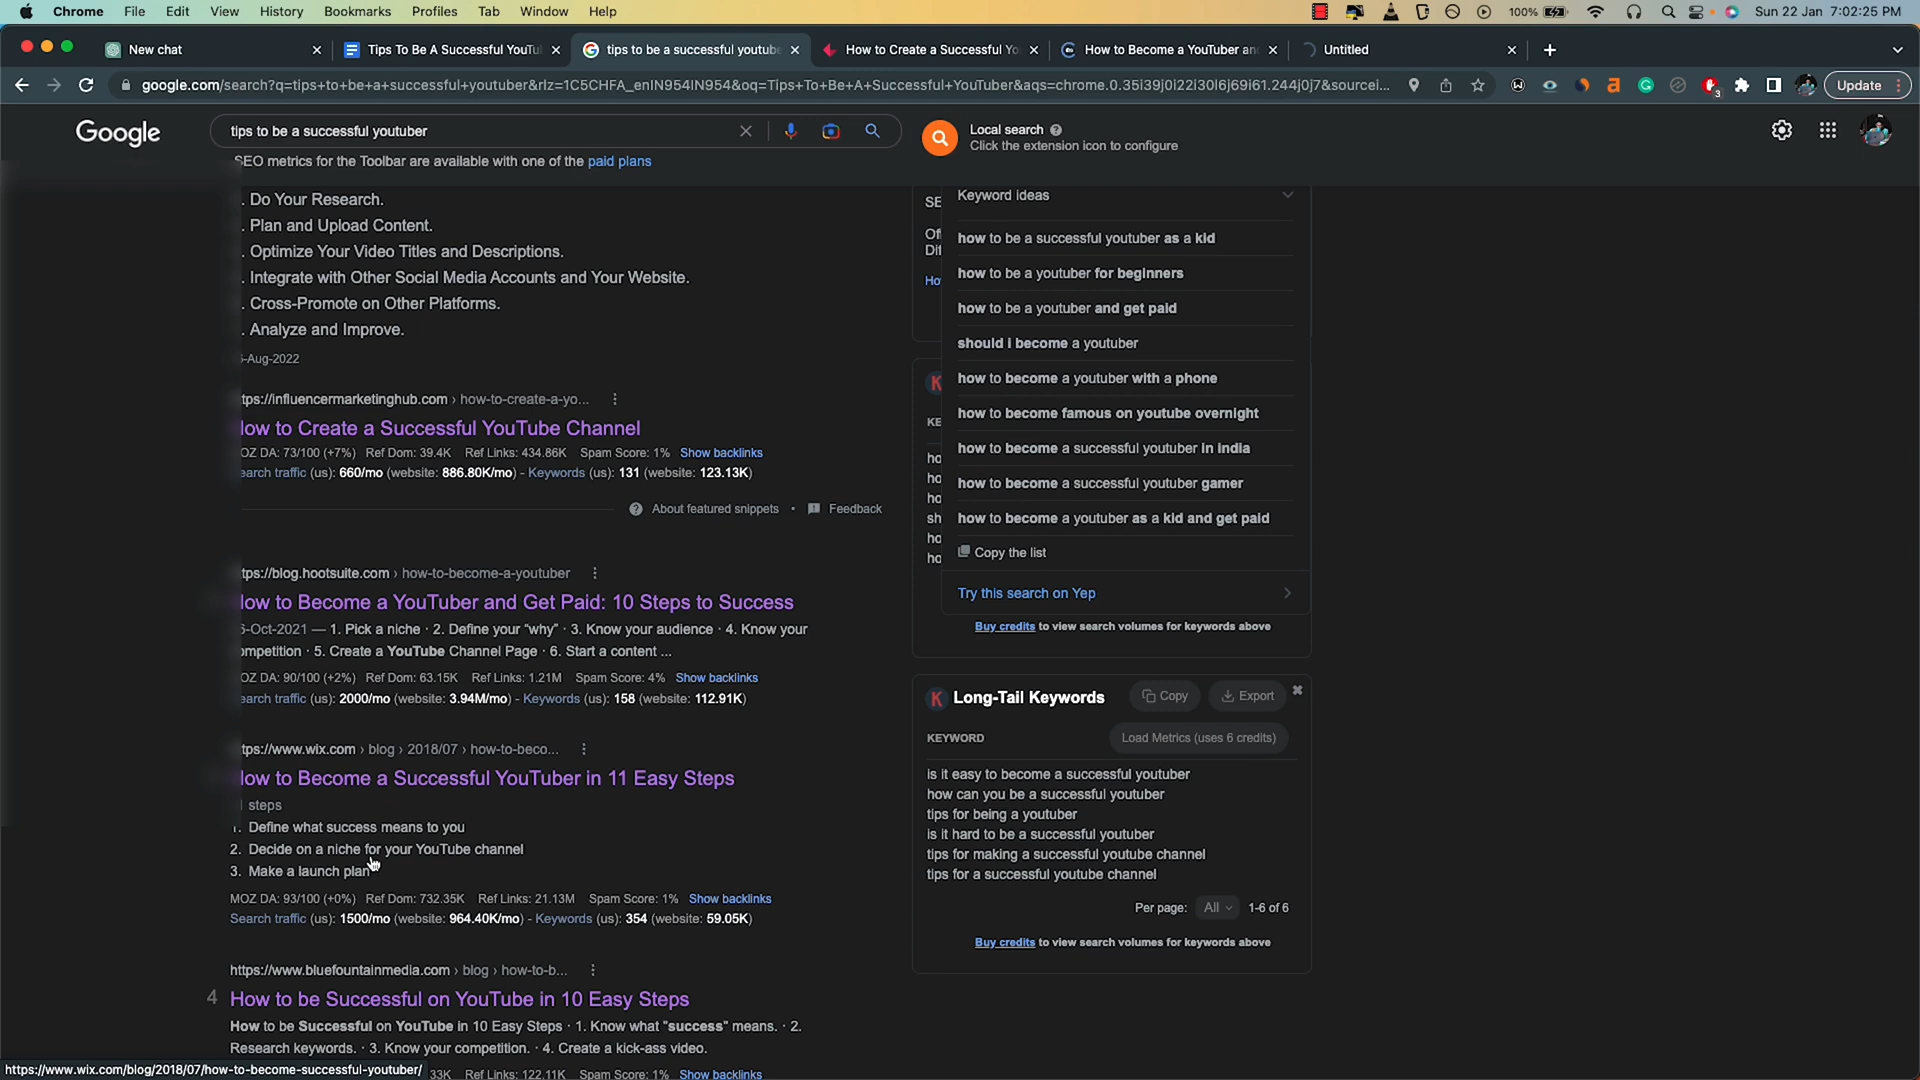 Chrome File Edit View History Bookmarks Profiles Tab Window Help 100% Sun 22 Jan 7:02:25 PM
New chat
Tips To Be A Successful YouTu
tips to be a successful youtube
How to Create a Successful Yo
How to Become a YouTuber an
Untitled
google.com/search?q=tips+to+be+a+successful+youtuber&rlz=1C5CHFA_enIN954IN954&oq=Tips+To+Be+A+Successful+YouTuber&aqs=chrome.0.35i39j0i22i30l6j69i61.244j0j7&sourcei...
3
Update
Google
tips to be a successful youtuber
Local search
Click the extension icon to configure
SEO metrics for the Toolbar are available with one of the paid plans
. Do Your Research.
. Plan and Upload Content.
. Optimize Your Video Titles and Descriptions.
. Integrate with Other Social Media Accounts and Your Website.
. Cross-Promote on Other Platforms.
. Analyze and Improve.
-Aug-2022
tps://influencermarketinghub.com › how-to-create-a-yo...
low to Create a Successful YouTube Channel
OZ DA: 73/100 (+7%) Ref Dom: 39.4K Ref Links: 434.86K Spam Score: 1% Show backlinks
earch traffic (us): 660/mo (website: 886.80K/mo) - Keywords (us): 131 (website: 123.13K)
About featured snippets • Feedback
tps://blog.hootsuite.com › how-to-become-a-youtuber
low to Become a YouTuber and Get Paid: 10 Steps to Success
-Oct-2021 — 1. Pick a niche · 2. Define your "why" · 3. Know your audience · 4. Know your
mpetition · 5. Create a YouTube Channel Page · 6. Start a content ...
OZ DA: 90/100 (+2%) Ref Dom: 63.15K Ref Links: 1.21M Spam Score: 4% Show backlinks
earch traffic (us): 2000/mo (website: 3.94M/mo) - Keywords (us): 158 (website: 112.91K)
tps://www.wix.com › blog › 2018/07 › how-to-beco...
low to Become a Successful YouTuber in 11 Easy Steps
steps
1. Define what success means to you
2. Decide on a niche for your YouTube channel
3. Make a launch plan
MOZ DA: 93/100 (+0%) Ref Dom: 732.35K Ref Links: 21.13M Spam Score: 1% Show backlinks
Search traffic (us): 1500/mo (website: 964.40K/mo) - Keywords (us): 354 (website: 59.05K)
https://www.bluefountainmedia.com › blog › how-to-b...
4 How to be Successful on YouTube in 10 Easy Steps
How to be Successful on YouTube in 10 Easy Steps · 1. Know what "success" means. · 2.
Research keywords. · 3. Know your competition. · 4. Create a kick-ass video.
33K Ref Links: 122.11K Spam Score: 1% Show backlinks
https://www.wix.com/blog/2018/07/how-to-become-successful-youtuber/
SE
Of
Dif
Ho
K
KE
ho
ho
ho
sh
ho
ho
Keyword ideas
how to be a successful youtuber as a kid
how to be a youtuber for beginners
how to be a youtuber and get paid
should i become a youtuber
how to become a youtuber with a phone
how to become famous on youtube overnight
how to become a successful youtuber in india
how to become a successful youtuber gamer
how to become a youtuber as a kid and get paid
Copy the list
Try this search on Yep
Buy credits to view search volumes for keywords above
K Long-Tail Keywords Copy Export
KEYWORD Load Metrics (uses 6 credits)
is it easy to become a successful youtuber
how can you be a successful youtuber
tips for being a youtuber
is it hard to be a successful youtuber
tips for making a successful youtube channel
tips for a successful youtube channel
Per page: All 1-6 of 6
Buy credits to view search volumes for keywords above